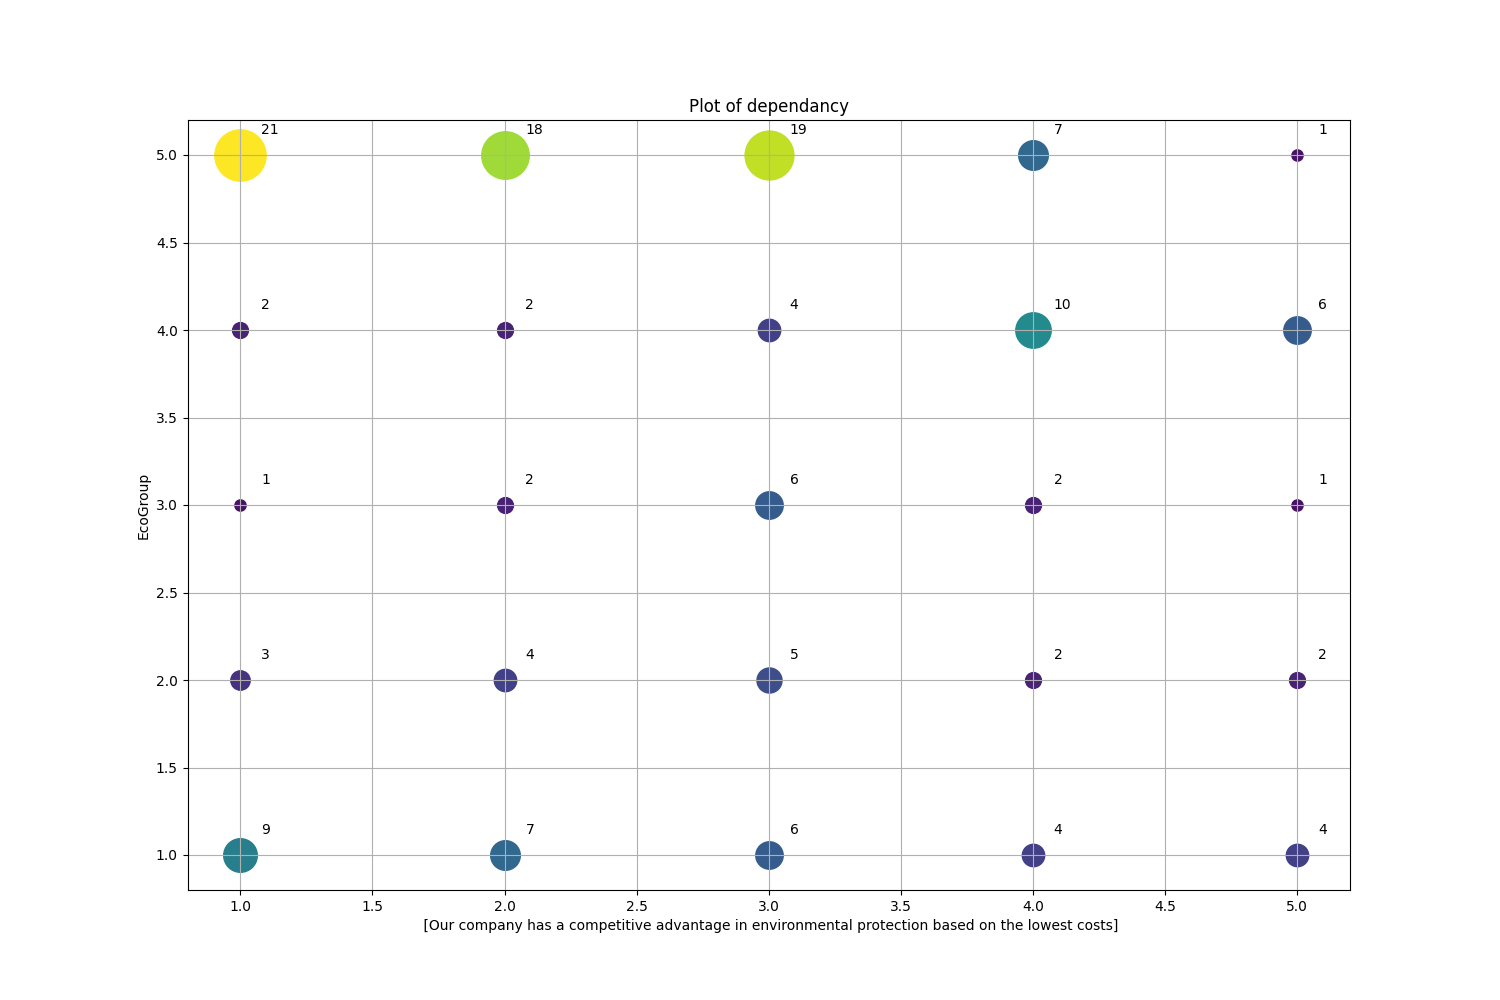 Plot of dependancy
21 18 19 7 1
5.0
4.5
2 2 4 10 6
4.0
3.5
1 2 6 2 1
3.0
EcoGroup
2.5
3 4 5 2 2
2.0
1.5
9 7 6 4 4
1.0
1.0 1.5 2.0 2.5 3.0 3.5 4.0 4.5 5.0
[Our company has a competitive advantage in environmental protection based on the lowest costs]